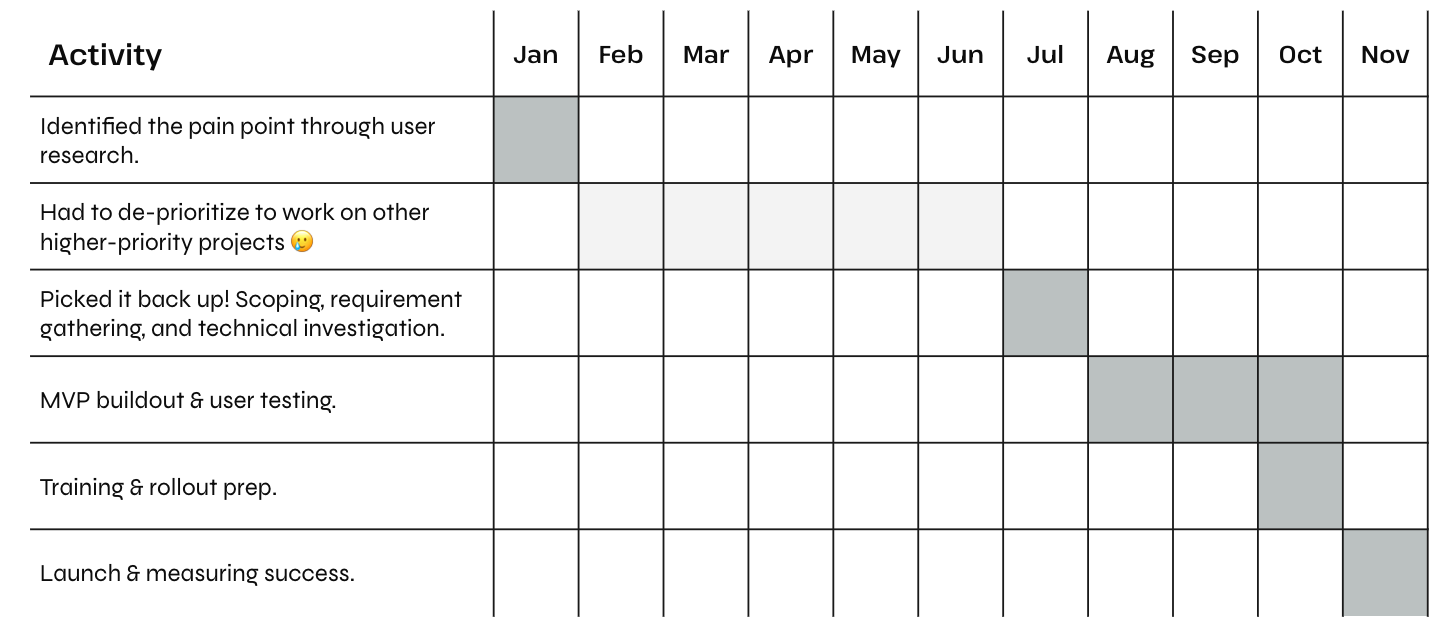 Activity Jan Feb Mar Apr May Jun Jul Aug Sep Oct Nov
Identified the pain point through user
research.
Had to de-prioritize to work on other
higher-priority projects 🥲
Picked it back up! Scoping, requirement
gathering, and technical investigation.
MVP buildout & user testing.
Training & rollout prep.
Launch & measuring success.